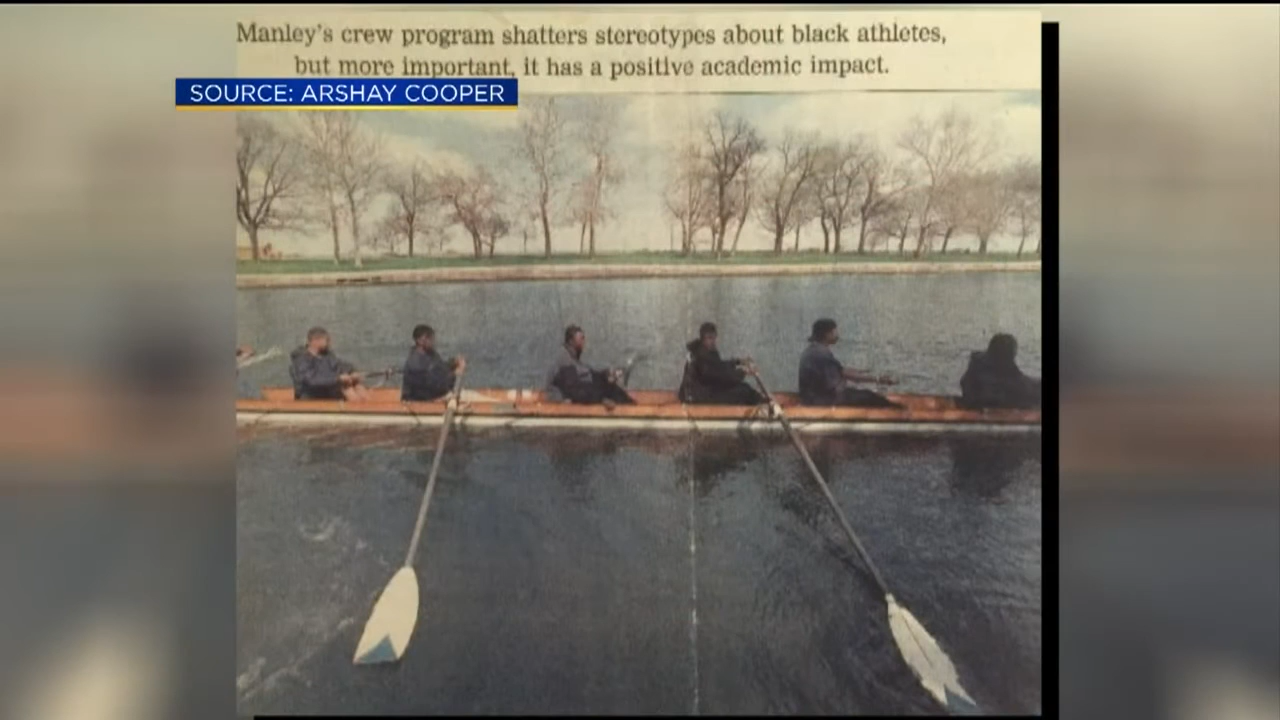 Manley's crew program shatters stereotypes about black athletes,
but more important, it has a positive academic impact.
SOURCE: ARSHAY COOPER